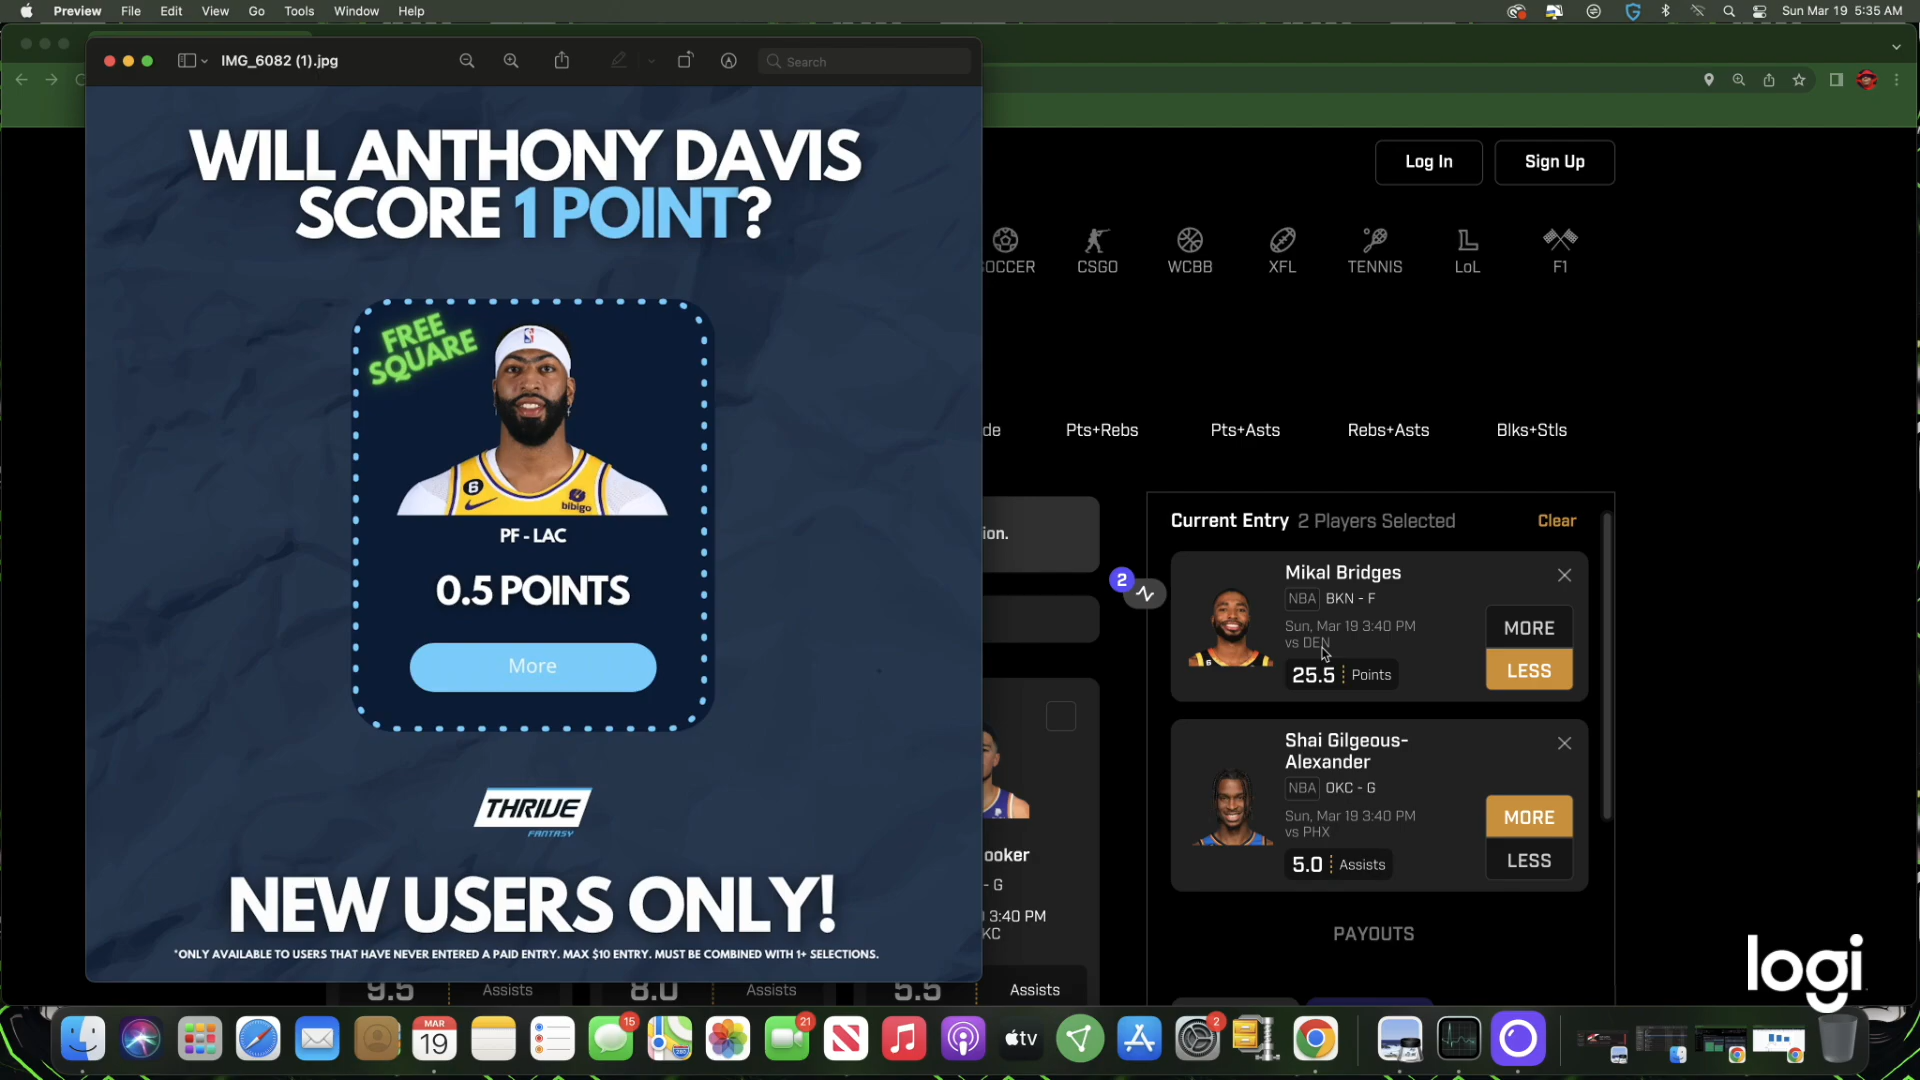 Preview File Edit View Go Tools Window Help
Sun Mar 19 5:35 AM
IMG_6082 (1).jpg
Search
WILL ANTHONY DAVIS
SCORE 1 POINT?
FREE
SQUARE
6
bibigo
PF - LAC
0.5 POINTS
More
THRIVE
FANTASY
NEW USERS ONLY!
*ONLY AVAILABLE TO USERS THAT HAVE NEVER ENTERED A PAID ENTRY. MAX $10 ENTRY. MUST BE COMBINED WITH 1+ SELECTIONS.
Log In Sign Up
OCCER CSGO WCBB XFL TENNIS LoL F1
de Pts+Rebs Pts+Asts Rebs+Asts Blks+Stls
ion.
Current Entry 2 Players Selected Clear
2
Mikal Bridges
NBA BKN - F
Sun, Mar 19 3:40 PM
vs DEN
25.5 Points
MORE
LESS
Shai Gilgeous-
Alexander
NBA OKC - G
Sun, Mar 19 3:40 PM
vs PHX
5.0 Assists
MORE
LESS
PAYOUTS
ooker
- G
3:40 PM
KC
9.5 Assists 8.0 Assists 5.5 Assists
logi
MAR
19
15
21
tv
2